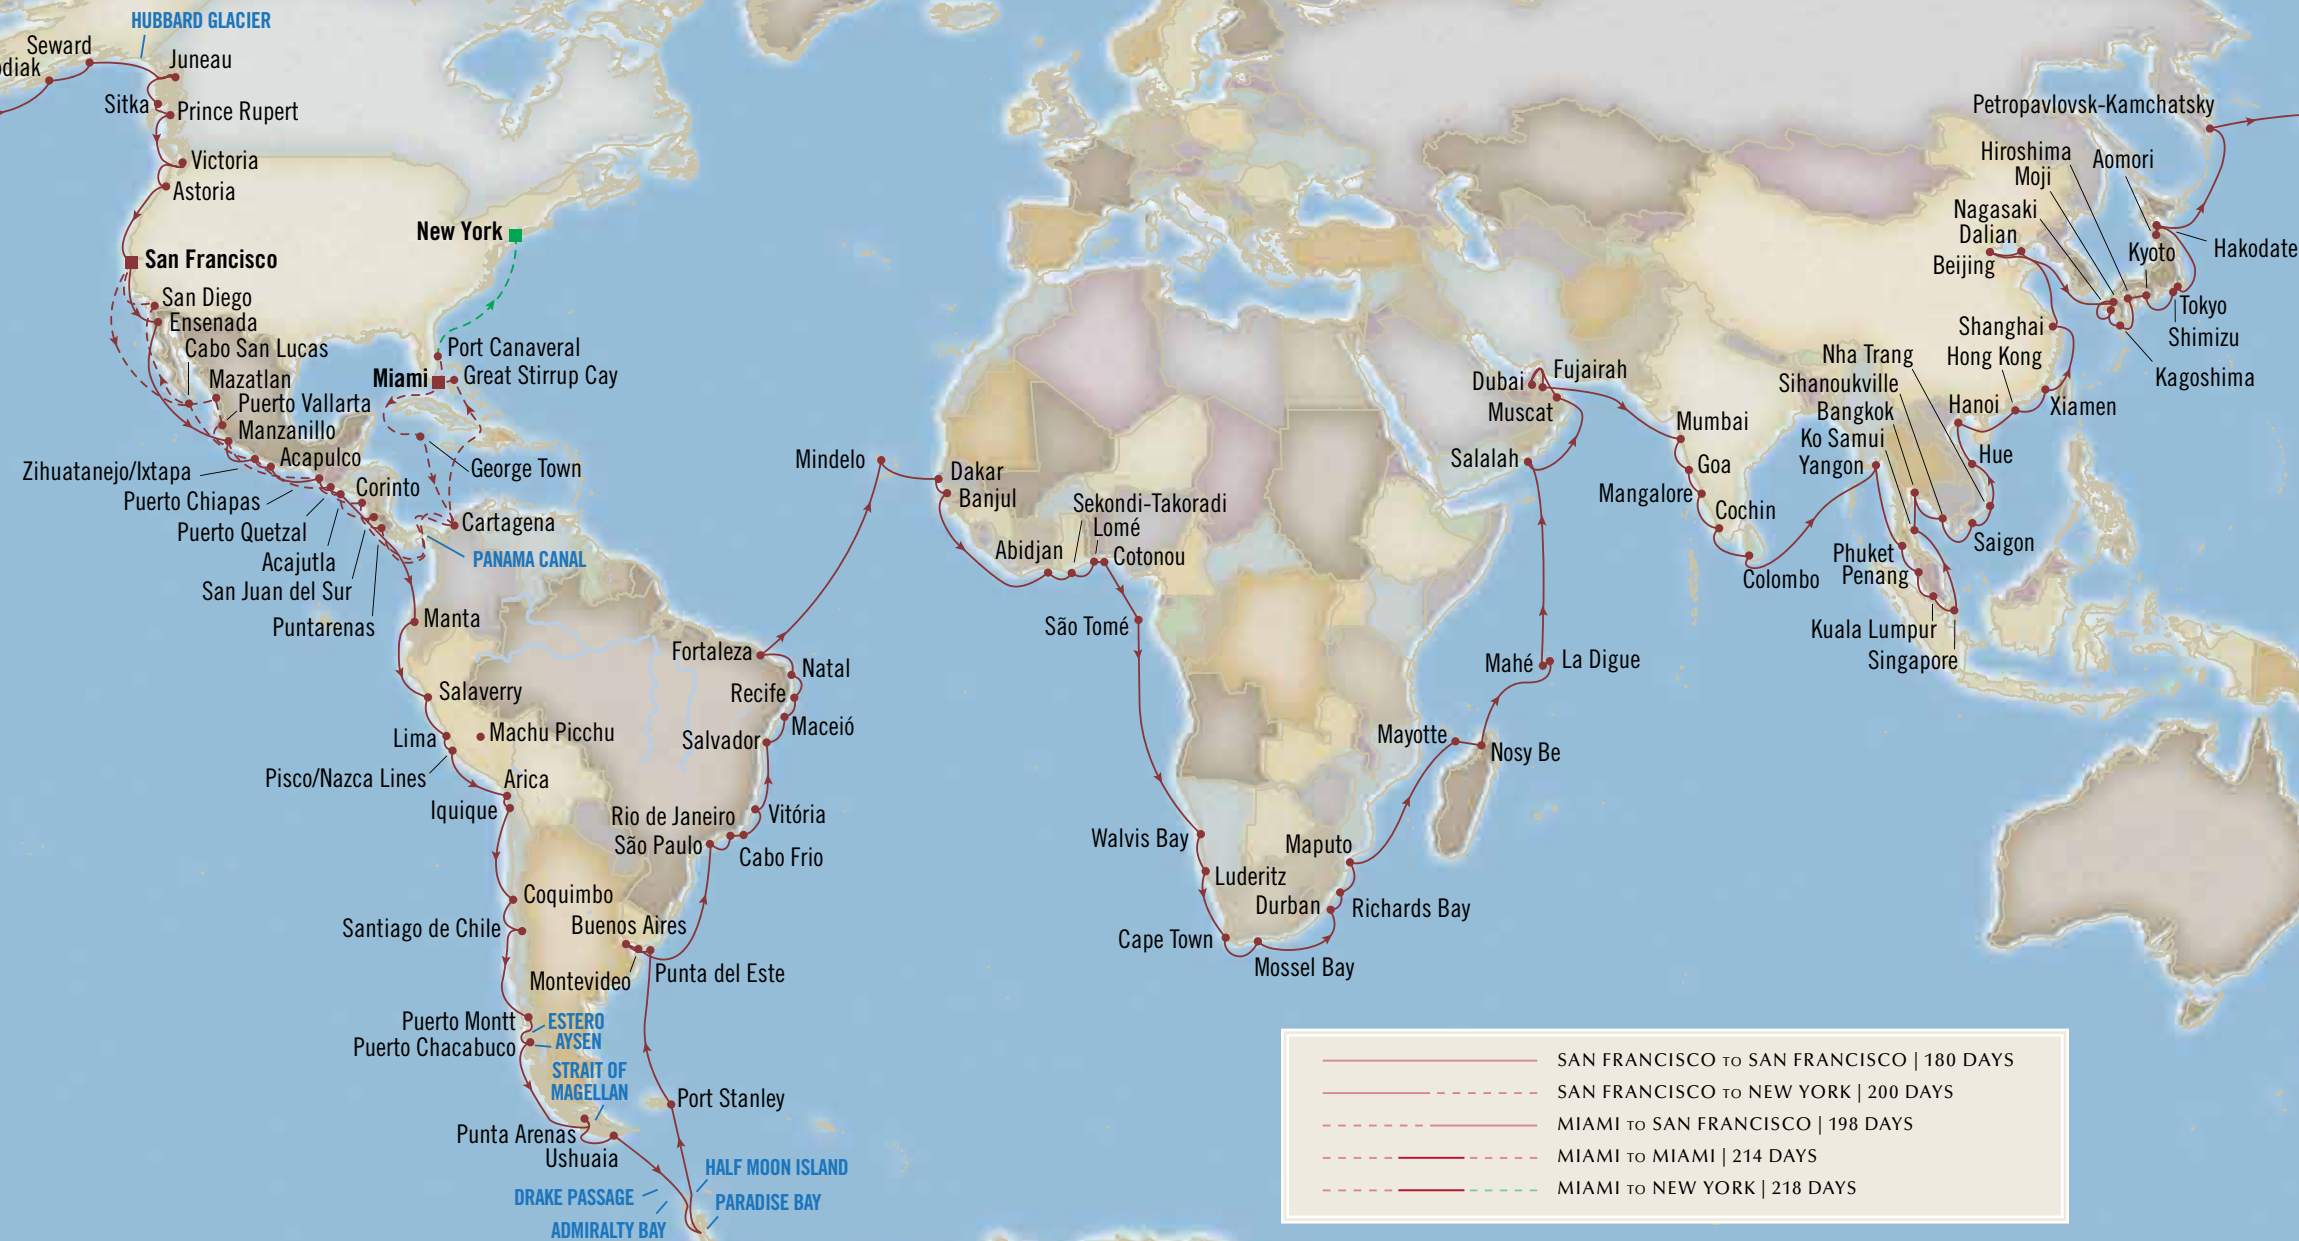 HUBBARD GLACIER
Seward
odiak
Juneau
Sitka
Prince Rupert
Victoria
Astoria
San Francisco
New York
San Diego
Ensenada
Cabo San Lucas
Mazatlan
Puerto Vallarta
Manzanillo
Acapulco
Zihuatanejo/Ixtapa
Puerto Chiapas
Corinto
Puerto Quetzal
Acajutla
San Juan del Sur
Puntarenas
Port Canaveral
Miami
Great Stirrup Cay
George Town
Cartagena
PANAMA CANAL
Manta
Salaverry
Lima
Machu Picchu
Pisco/Nazca Lines
Arica
Iquique
Coquimbo
Santiago de Chile
Puerto Montt
Puerto Chacabuco
ESTERO
AYSEN
STRAIT OF
MAGELLAN
Punta Arenas
Ushuaia
DRAKE PASSAGE
ADMIRALTY BAY
HALF MOON ISLAND
PARADISE BAY
Port Stanley
Buenos Aires
Montevideo
Punta del Este
Rio de Janeiro
São Paulo
Cabo Frio
Vitória
Salvador
Maceió
Recife
Natal
Fortaleza
Mindelo
Dakar
Banjul
Sekondi-Takoradi
Lomé
Abidjan
Cotonou
São Tomé
Walvis Bay
Luderitz
Cape Town
Mossel Bay
Durban
Richards Bay
Maputo
Mayotte
Nosy Be
Mahé
La Digue
Salalah
Muscat
Dubai
Fujairah
Mumbai
Goa
Mangalore
Cochin
Colombo
Nha Trang
Sihanoukville
Bangkok
Ko Samui
Yangon
Phuket
Penang
Kuala Lumpur
Singapore
Saigon
Hue
Hanoi
Xiamen
Hong Kong
Shanghai
Beijing
Dalian
Nagasaki
Moji
Hiroshima
Aomori
Petropavlovsk-Kamchatsky
Kyoto
Hakodate
Tokyo
Shimizu
Kagoshima
SAN FRANCISCO TO SAN FRANCISCO | 180 DAYS
SAN FRANCISCO TO NEW YORK | 200 DAYS
MIAMI TO SAN FRANCISCO | 198 DAYS
MIAMI TO MIAMI | 214 DAYS
MIAMI TO NEW YORK | 218 DAYS